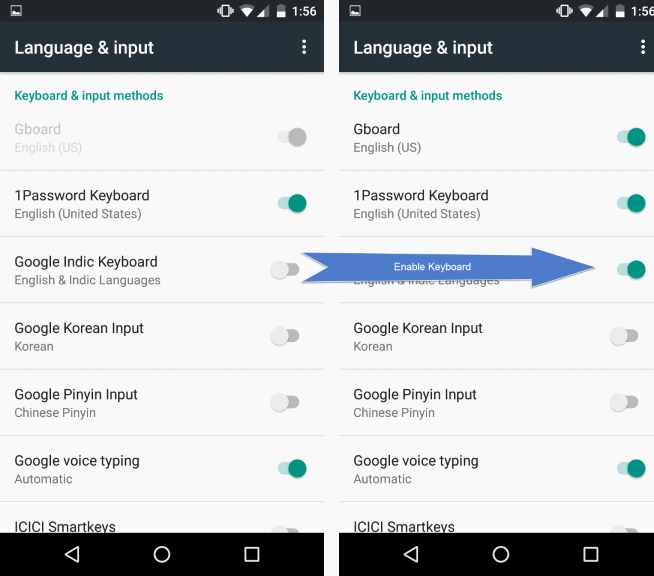 1:56
Language & input
Keyboard & input methods
Gboard
English (US)
1Password Keyboard
English (United States)
Google Indic Keyboard
English & Indic Languages
Google Korean Input
Korean
Google Pinyin Input
Chinese Pinyin
Google voice typing
Automatic
ICICI Smartkeys
1:56
Language & input
Keyboard & input methods
Gboard
English (US)
1Password Keyboard
English (United States)
Enable Keyboard
English & Indic Languages
Google Korean Input
Korean
Google Pinyin Input
Chinese Pinyin
Google voice typing
Automatic
ICICI Smartkeys